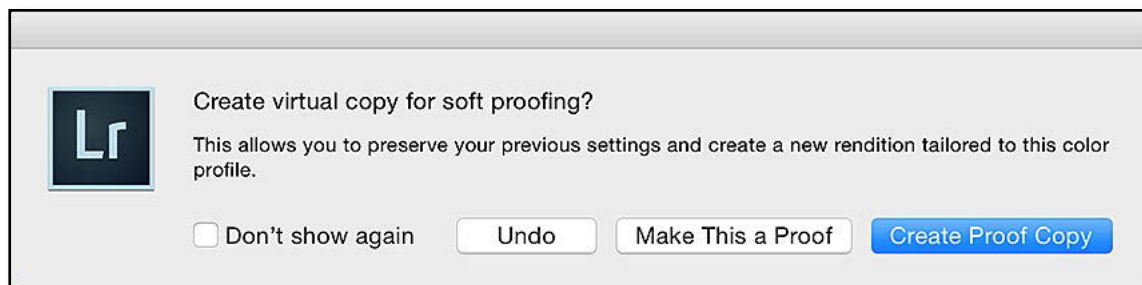 Lr
Create virtual copy for soft proofing?
This allows you to preserve your previous settings and create a new rendition tailored to this color
profile.
Don't show again Undo Make This a Proof Create Proof Copy